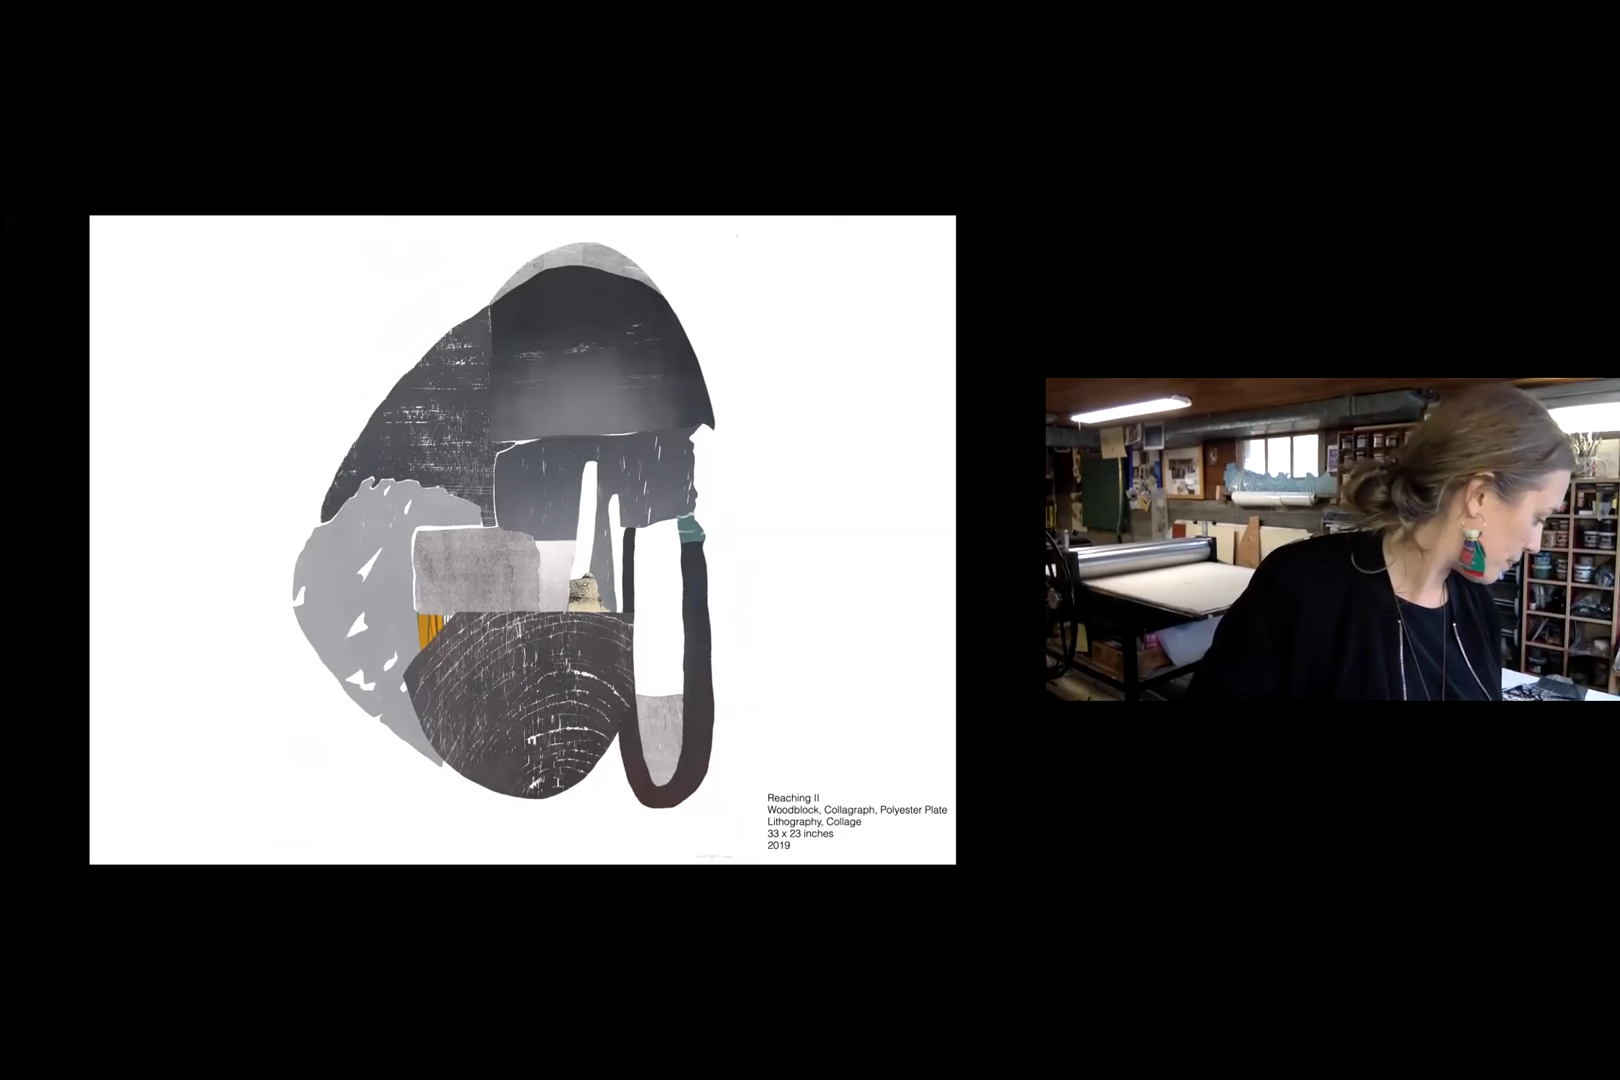 Reaching II
Woodblock, Collagraph, Polyester Plate
Lithography, Collage
33 x 23 inches
2019